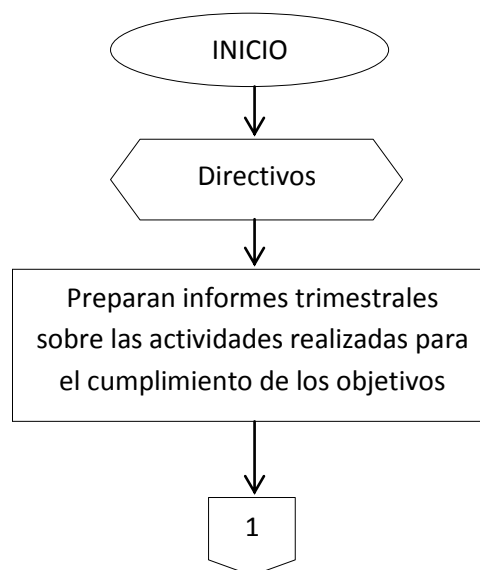 INICIO
Directivos
Preparan informes trimestrales
sobre las actividades realizadas para
el cumplimiento de los objetivos
1